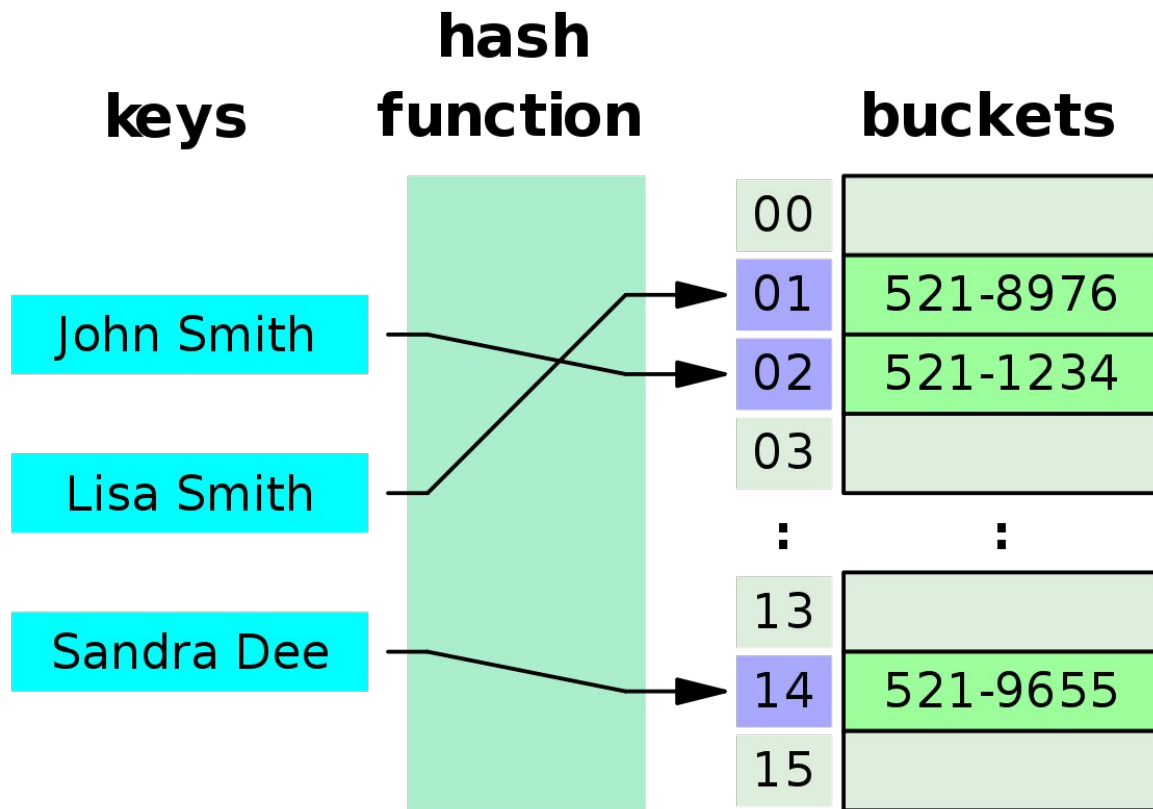 hash
keys function buckets
00
01 521-8976
John Smith
02 521-1234
03
Lisa Smith
: :
13
Sandra Dee
14 521-9655
15